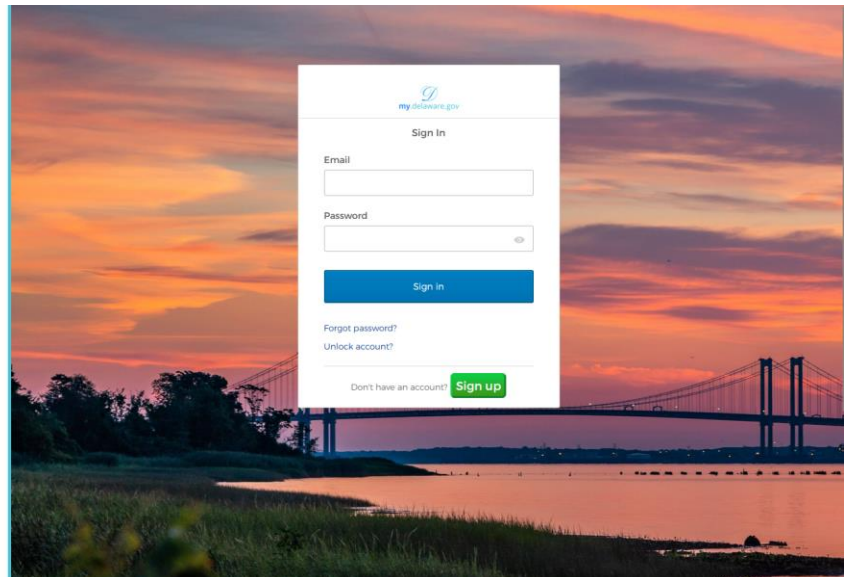 my.delaware.gov
Sign In
Email
Password
Sign in
Forgot password?
Unlock account?
Don't have an account? Sign up